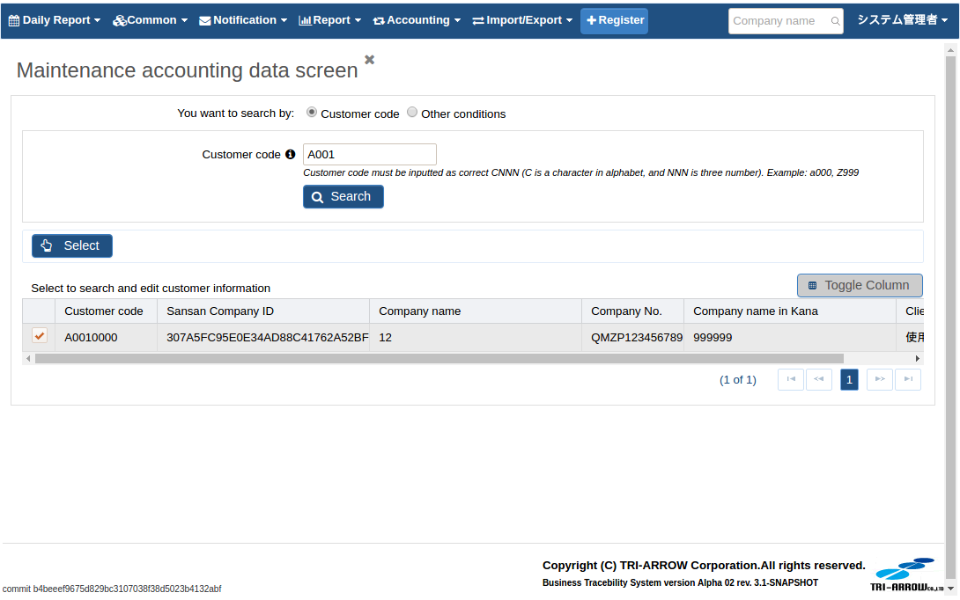 Daily Report Common Notification Report Accounting Import/Export Register Company name システム管理者
Maintenance accounting data screen
You want to search by: Customer code Other conditions
Customer code A001
Customer code must be inputted as correct CNNN (C is a character in alphabet, and NNN is three number). Example: a000, Z999
Search
Select
Select to search and edit customer information Toggle Column
Customer code Sansan Company ID Company name Company No. Company name in Kana Clie
A0010000 307A5FC95E0E34AD88C41762A52BF 12 QMZP123456789 999999 使用
(1 of 1) 1
Copyright (C) TRI-ARROW Corporation.All rights reserved.
Business Tracebility System version Alpha 02 rev. 3.1-SNAPSHOT
TRI-ARROW Co.,Ltd
commit b4beeef9675d829bc3107038f38d5023b4132abf